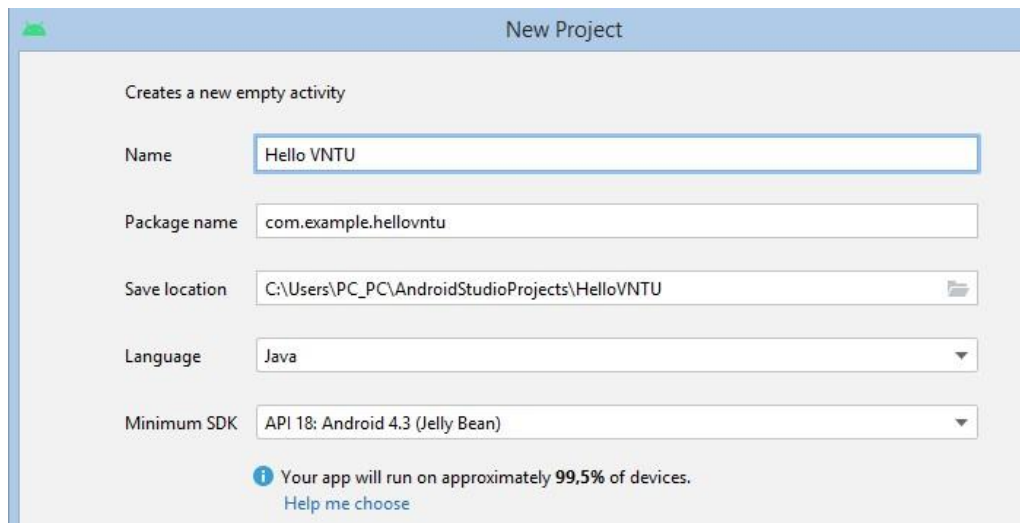 New Project
Creates a new empty activity
Name Hello VNTU
Package name com.example.hellovntu
Save location C:\Users\PC_PC\AndroidStudioProjects\HelloVNTU
Language Java
Minimum SDK API 18: Android 4.3 (Jelly Bean)
Your app will run on approximately 99,5% of devices.
Help me choose